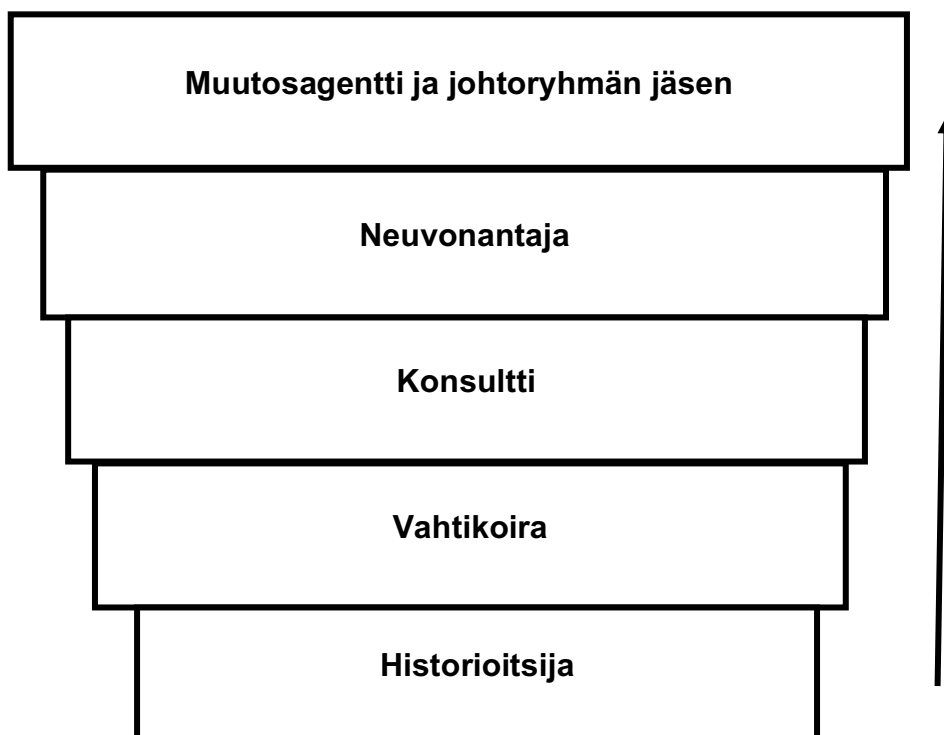 Muutosagentti ja johtoryhmän jäsen
Neuvonantaja
Konsultti
Vahtikoira
Historioitsija